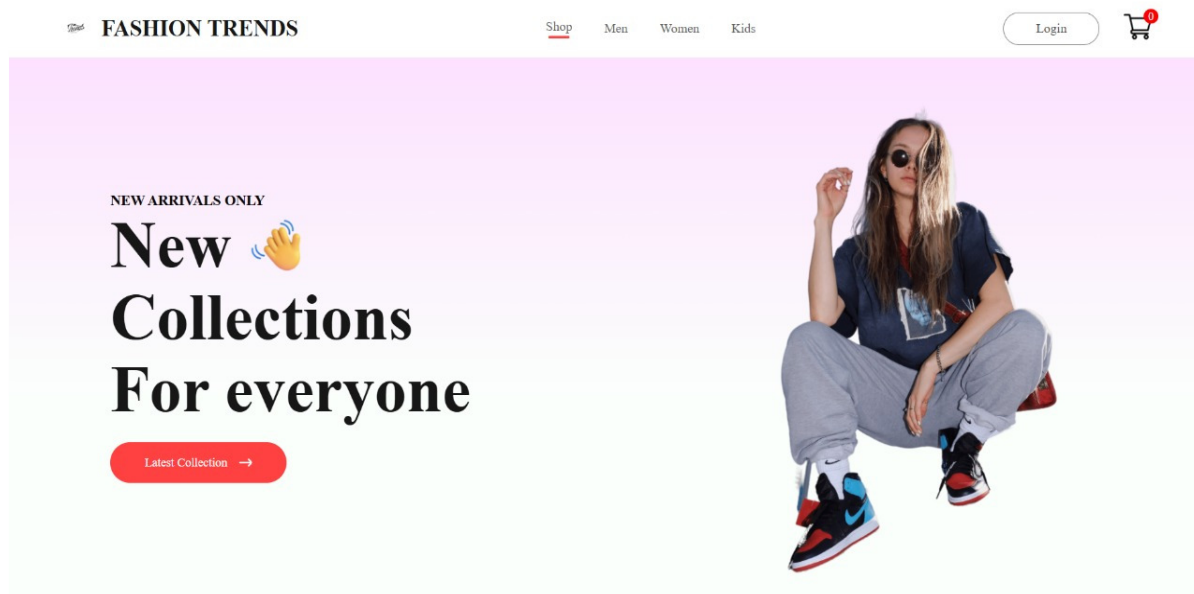 FASHION TRENDS
Shop Men Women Kids
Login
0
NEW ARRIVALS ONLY
New 👋
Collections
For everyone
Latest Collection →